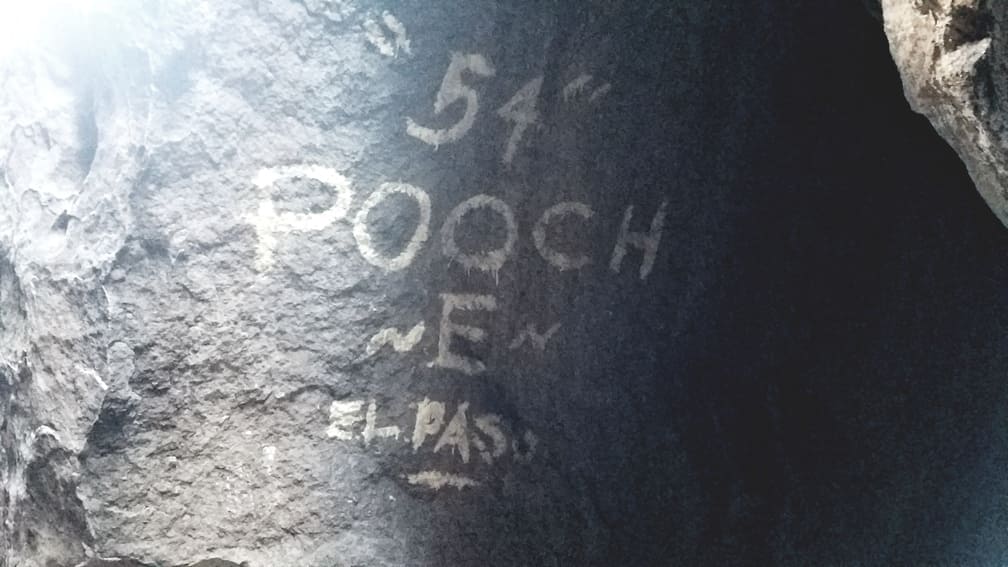 "54"
POOCH
~E~
EL PASO